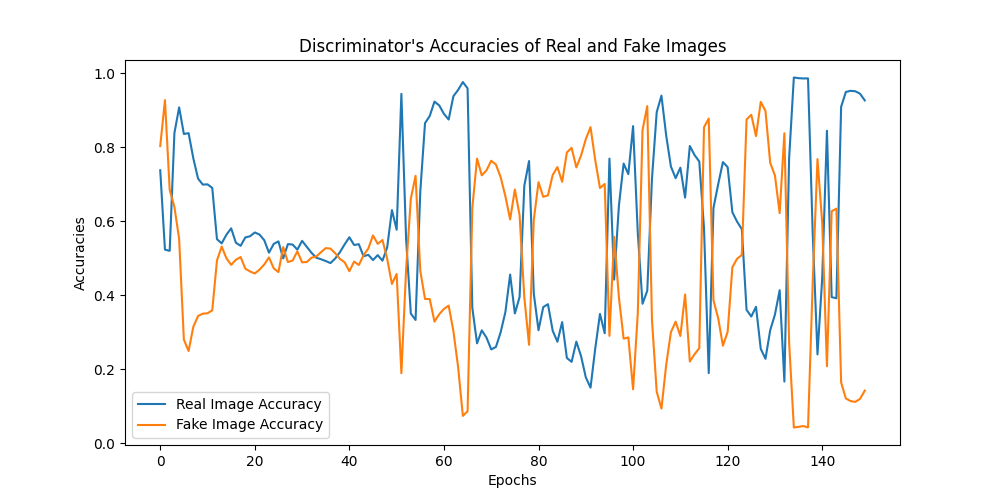 Discriminator's Accuracies of Real and Fake Images
1.0
0.8
0.6
0.4
0.2
0.0
Accuracies
Real Image Accuracy
Fake Image Accuracy
0 20 40 60 80 100 120 140
Epochs